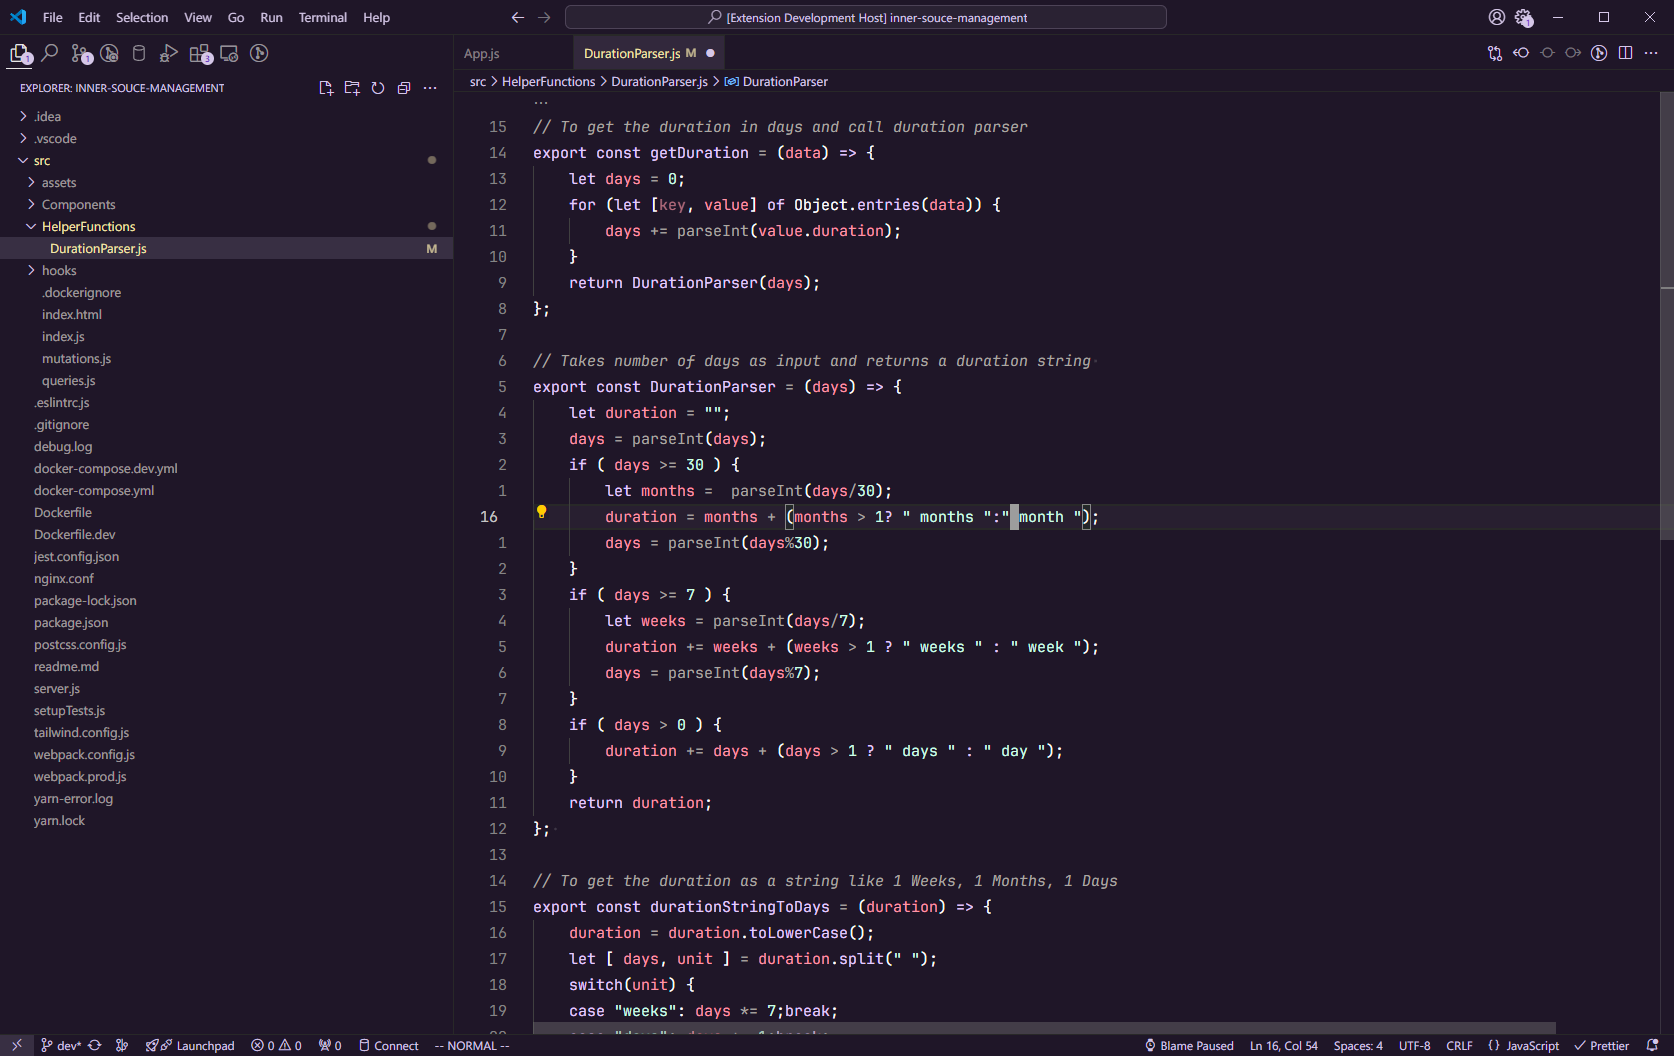 File Edit Selection View Go Run Terminal Help
[Extension Development Host] inner-souce-management
1
1
1
3
App.js
DurationParser.js M
EXPLORER: INNER-SOUCE-MANAGEMENT
.idea
.vscode
src
assets
Components
HelperFunctions
DurationParser.js M
hooks
.dockerignore
index.html
index.js
mutations.js
queries.js
.eslintrc.js
.gitignore
debug.log
docker-compose.dev.yml
docker-compose.yml
Dockerfile
Dockerfile.dev
jest.config.json
nginx.conf
package-lock.json
package.json
postcss.config.js
readme.md
server.js
setupTests.js
tailwind.config.js
webpack.config.js
webpack.prod.js
yarn-error.log
yarn.lock
src > HelperFunctions > DurationParser.js > DurationParser
...
15 // To get the duration in days and call duration parser
14 export const getDuration = (data) => {
13 let days = 0;
12 for (let [key, value] of Object.entries(data)) {
11 days += parseInt(value.duration);
10 }
9 return DurationParser(days);
8 };
7
6 // Takes number of days as input and returns a duration string
5 export const DurationParser = (days) => {
4 let duration = "";
3 days = parseInt(days);
2 if ( days >= 30 ) {
1 let months =  parseInt(days/30);
16 duration = months + (months > 1? " months ":" month ");
1 days = parseInt(days%30);
2 }
3 if ( days >= 7 ) {
4 let weeks = parseInt(days/7);
5 duration += weeks + (weeks > 1 ? " weeks " : " week ");
6 days = parseInt(days%7);
7 }
8 if ( days > 0 ) {
9 duration += days + (days > 1 ? " days " : " day ");
10 }
11 return duration;
12 };
13
14 // To get the duration as a string like 1 Weeks, 1 Months, 1 Days
15 export const durationStringToDays = (duration) => {
16 duration = duration.toLowerCase();
17 let [ days, unit ] = duration.split(" ");
18 switch(unit) {
19 case "weeks": days *= 7;break;
dev* Launchpad 0 0 0 Connect -- NORMAL -- Blame Paused Ln 16, Col 54 Spaces: 4 UTF-8 CRLF {} JavaScript Prettier